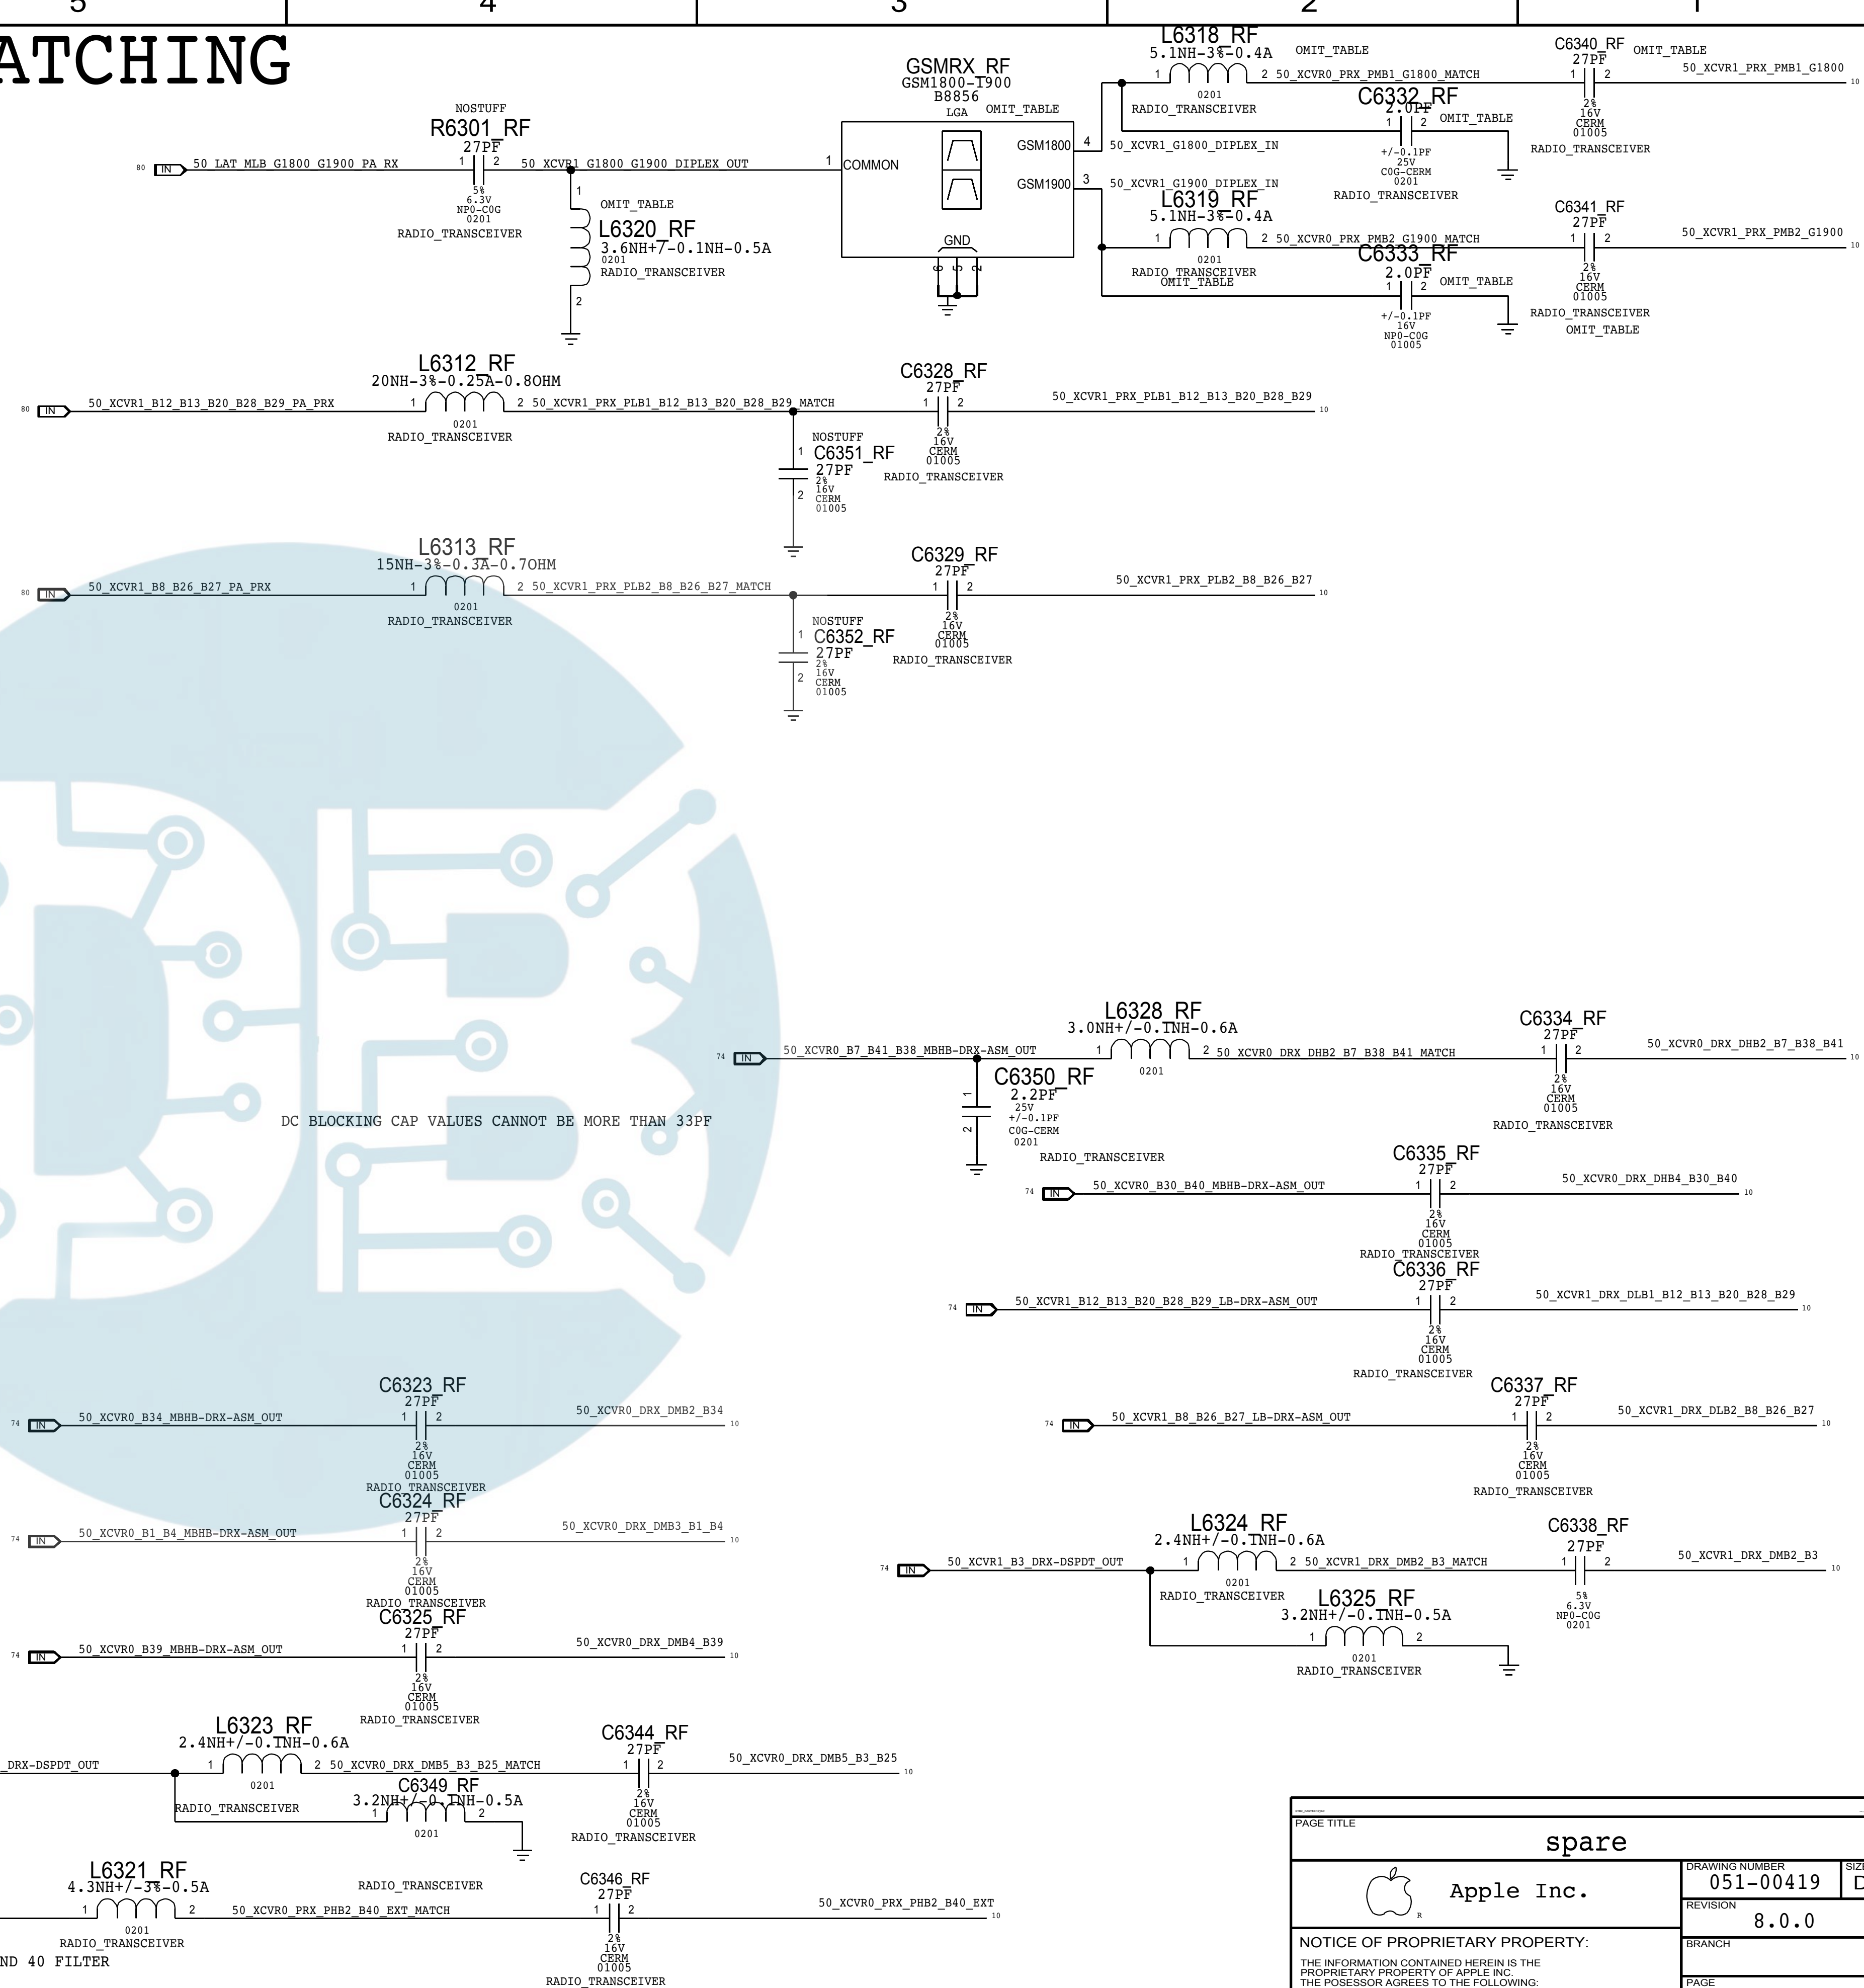 5 4 3 2 1
ATCHING
NOSTUFF
R6301_RF
27PF
80 IN 50_LAT_MLB_G1800_G1900_PA_RX 1 2 50_XCVR1_G1800_G1900_DIPLEX_OUT 1
5%
6.3V
NP0-C0G
0201
RADIO_TRANSCEIVER
1
OMIT_TABLE
L6320_RF
3.6NH+/-0.1NH-0.5A
0201
RADIO_TRANSCEIVER
2
GSMRX_RF
GSM1800-1900
B8856
LGA OMIT_TABLE
COMMON
GSM1800 4 50_XCVR1_G1800_DIPLEX_IN
GSM1900 3 50_XCVR1_G1900_DIPLEX_IN
GND
6 5 2
L6318_RF
5.1NH-3%-0.4A OMIT_TABLE
1 2 50_XCVR0_PRX_PMB1_G1800_MATCH
0201
RADIO_TRANSCEIVER
C6340_RF OMIT_TABLE
27PF
1 2 50_XCVR1_PRX_PMB1_G1800 10
2%
16V
CERM
01005
RADIO_TRANSCEIVER
C6332_RF
2.0PF
1 2 OMIT_TABLE
+/-0.1PF
25V
C0G-CERM
0201
RADIO_TRANSCEIVER
L6319_RF
5.1NH-3%-0.4A
1 2 50_XCVR0_PRX_PMB2_G1900_MATCH
0201
RADIO_TRANSCEIVER
OMIT_TABLE
C6341_RF
27PF
1 2 50_XCVR1_PRX_PMB2_G1900 10
2%
16V
CERM
01005
RADIO_TRANSCEIVER
OMIT_TABLE
C6333_RF
2.0PF
1 2 OMIT_TABLE
+/-0.1PF
16V
NP0-C0G
01005
L6312_RF
20NH-3%-0.25A-0.8OHM
80 IN 50_XCVR1_B12_B13_B20_B28_B29_PA_PRX 1 2 50_XCVR1_PRX_PLB1_B12_B13_B20_B28_B29_MATCH
0201
RADIO_TRANSCEIVER
C6328_RF
27PF
1 2 50_XCVR1_PRX_PLB1_B12_B13_B20_B28_B29 10
2%
16V
CERM
01005
RADIO_TRANSCEIVER
NOSTUFF
1 C6351_RF
27PF
2%
16V
2 CERM
01005
L6313_RF
15NH-3%-0.3A-0.7OHM
80 IN 50_XCVR1_B8_B26_B27_PA_PRX 1 2 50_XCVR1_PRX_PLB2_B8_B26_B27_MATCH
0201
RADIO_TRANSCEIVER
C6329_RF
27PF
1 2 50_XCVR1_PRX_PLB2_B8_B26_B27 10
2%
16V
CERM
01005
RADIO_TRANSCEIVER
NOSTUFF
1 C6352_RF
27PF
2%
16V
2 CERM
01005
L6328_RF
3.0NH+/-0.1NH-0.6A
74 IN 50_XCVR0_B7_B41_B38_MBHB-DRX-ASM_OUT 1 2 50_XCVR0_DRX_DHB2_B7_B38_B41_MATCH
0201
C6334_RF
27PF
1 2 50_XCVR0_DRX_DHB2_B7_B38_B41 10
2%
16V
CERM
01005
RADIO_TRANSCEIVER
C6350_RF
1 2.2PF
25V
+/-0.1PF
2 C0G-CERM
0201
RADIO_TRANSCEIVER
DC BLOCKING CAP VALUES CANNOT BE MORE THAN 33PF
C6335_RF
27PF
74 IN 50_XCVR0_B30_B40_MBHB-DRX-ASM_OUT 1 2 50_XCVR0_DRX_DHB4_B30_B40 10
2%
16V
CERM
01005
RADIO_TRANSCEIVER
C6336_RF
27PF
74 IN 50_XCVR1_B12_B13_B20_B28_B29_LB-DRX-ASM_OUT 1 2 50_XCVR1_DRX_DLB1_B12_B13_B20_B28_B29 10
2%
16V
CERM
01005
RADIO_TRANSCEIVER
C6337_RF
27PF
74 IN 50_XCVR1_B8_B26_B27_LB-DRX-ASM_OUT 1 2 50_XCVR1_DRX_DLB2_B8_B26_B27 10
2%
16V
CERM
01005
RADIO_TRANSCEIVER
C6323_RF
27PF
74 IN 50_XCVR0_B34_MBHB-DRX-ASM_OUT 1 2 50_XCVR0_DRX_DMB2_B34 10
2%
16V
CERM
01005
RADIO_TRANSCEIVER
C6324_RF
27PF
74 IN 50_XCVR0_B1_B4_MBHB-DRX-ASM_OUT 1 2 50_XCVR0_DRX_DMB3_B1_B4 10
2%
16V
CERM
01005
RADIO_TRANSCEIVER
C6325_RF
27PF
74 IN 50_XCVR0_B39_MBHB-DRX-ASM_OUT 1 2 50_XCVR0_DRX_DMB4_B39 10
2%
16V
CERM
01005
RADIO_TRANSCEIVER
L6324_RF
2.4NH+/-0.1NH-0.6A
74 IN 50_XCVR1_B3_DRX-DSPDT_OUT 1 2 50_XCVR1_DRX_DMB2_B3_MATCH
0201
RADIO_TRANSCEIVER
C6338_RF
27PF
1 2 50_XCVR1_DRX_DMB2_B3 10
5%
6.3V
NP0-C0G
0201
L6325_RF
3.2NH+/-0.1NH-0.5A
1 2
0201
RADIO_TRANSCEIVER
L6323_RF
2.4NH+/-0.1NH-0.6A
_DRX-DSPDT_OUT 1 2 50_XCVR0_DRX_DMB5_B3_B25_MATCH
0201
RADIO_TRANSCEIVER
C6344_RF
27PF
1 2 50_XCVR0_DRX_DMB5_B3_B25 10
2%
16V
CERM
01005
RADIO_TRANSCEIVER
C6349_RF
3.2NH+/-0.1NH-0.5A
1 2
0201
L6321_RF
4.3NH+/-3%-0.5A
1 2 50_XCVR0_PRX_PHB2_B40_EXT_MATCH
0201
RADIO_TRANSCEIVER
RADIO_TRANSCEIVER
C6346_RF
27PF
1 2 50_XCVR0_PRX_PHB2_B40_EXT 10
2%
16V
CERM
01005
RADIO_TRANSCEIVER
ND 40 FILTER
PAGE TITLE
spare
Apple Inc.
R
DRAWING NUMBER
051-00419
SIZE
D
REVISION
8.0.0
BRANCH
PAGE
NOTICE OF PROPRIETARY PROPERTY:
THE INFORMATION CONTAINED HEREIN IS THE
PROPRIETARY PROPERTY OF APPLE INC.
THE POSESSOR AGREES TO THE FOLLOWING: